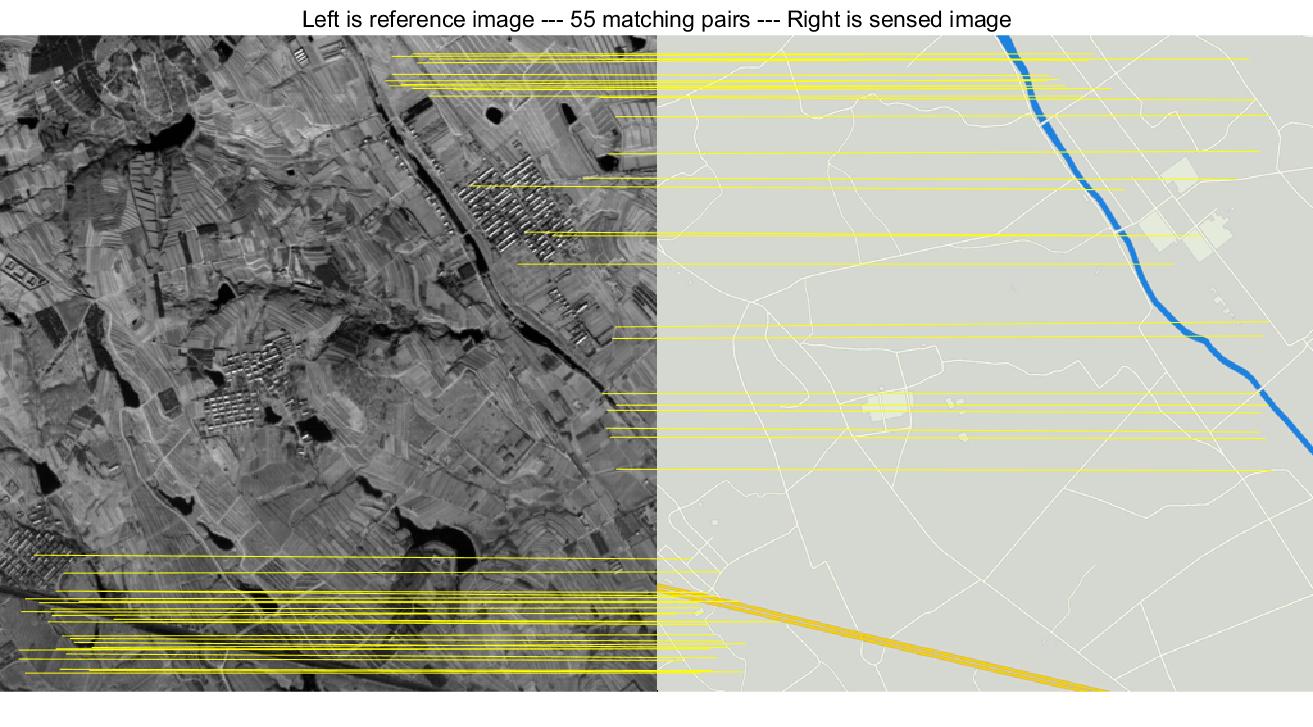 Left is reference image --- 55 matching pairs --- Right is sensed image